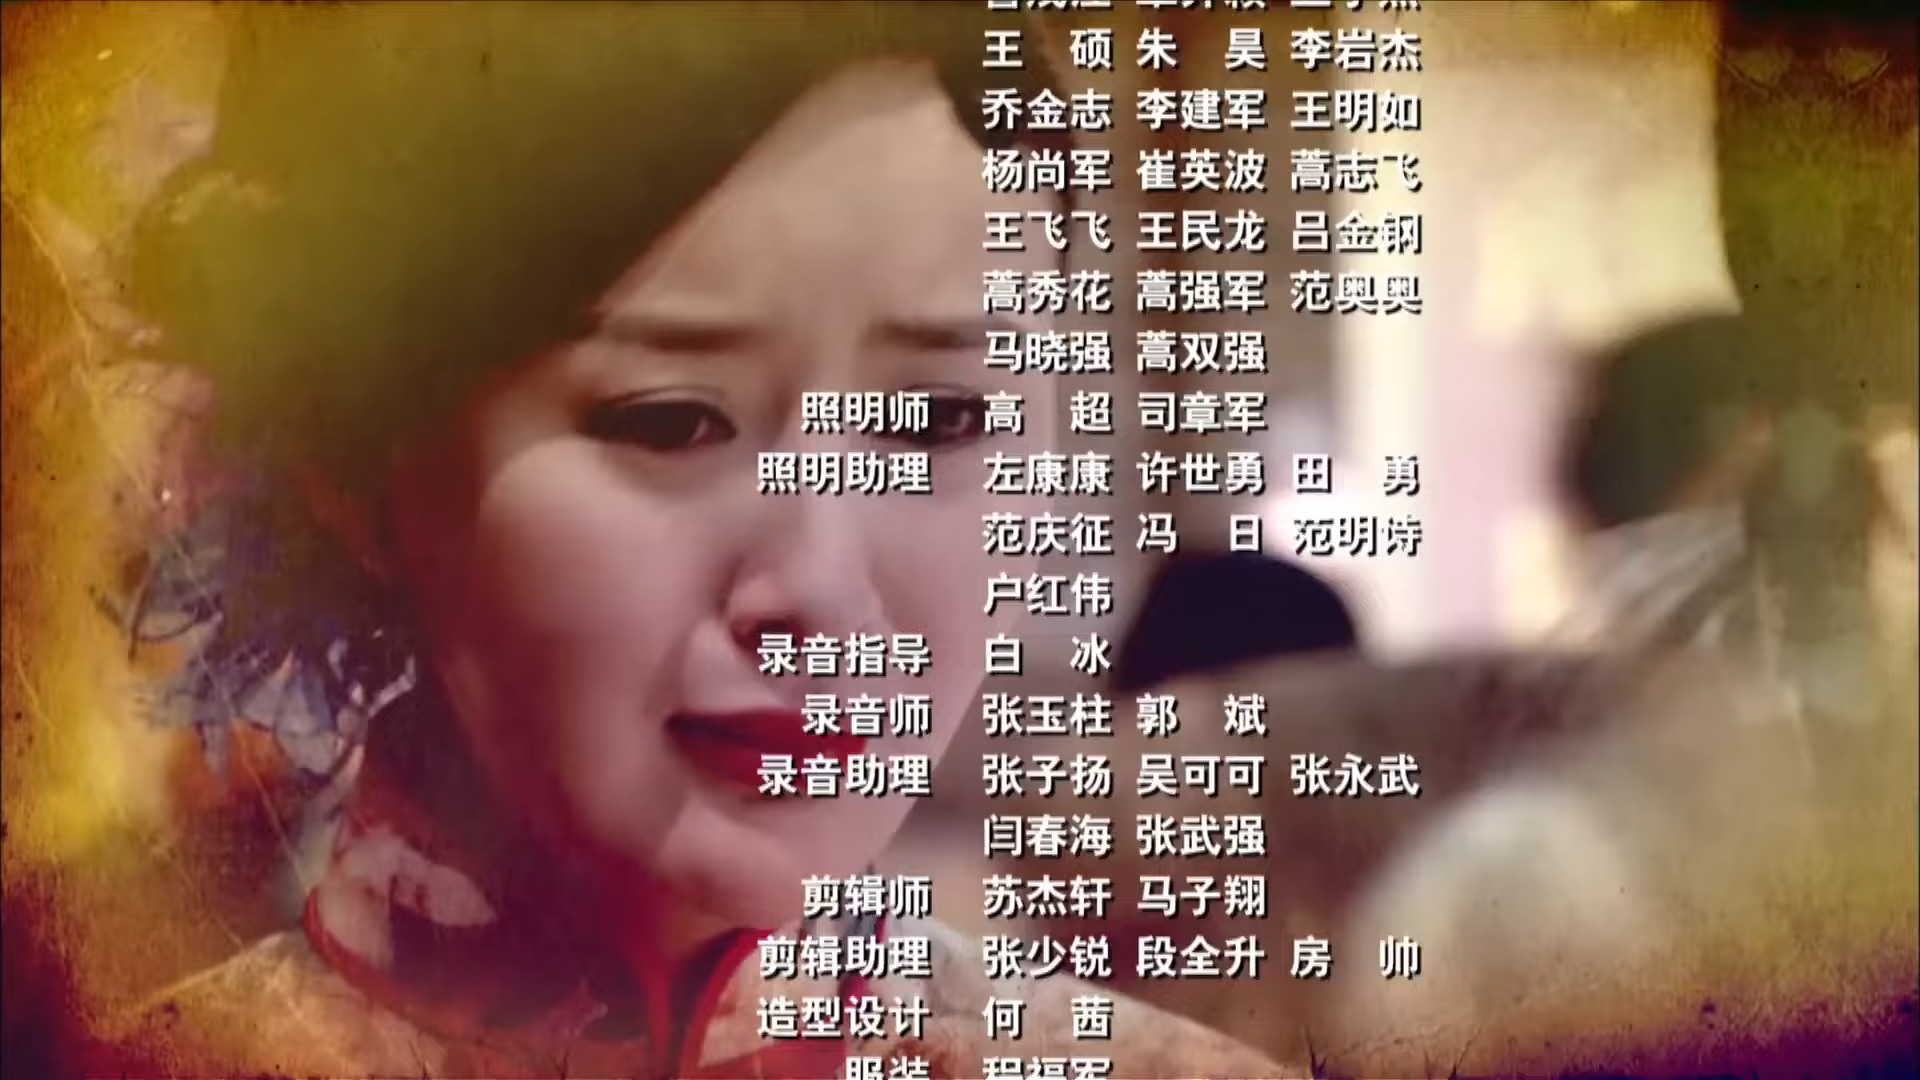 王　硕 朱　昊 李岩杰
乔金志 李建军 王明如
杨尚军 崔英波 蒿志飞
王飞飞 王民龙 吕金钢
蒿秀花 蒿强军 范奥奥
马晓强 蒿双强
照明师 高　超 司章军
照明助理 左康康 许世勇 田　勇
范庆征 冯　日 范明诗
户红伟
录音指导 白　冰
录音师 张玉柱 郭　斌
录音助理 张子扬 吴可可 张永武
闫春海 张武强
剪辑师 苏杰轩 马子翔
剪辑助理 张少锐 段全升 房　帅
造型设计 何　茜
服装 程福军